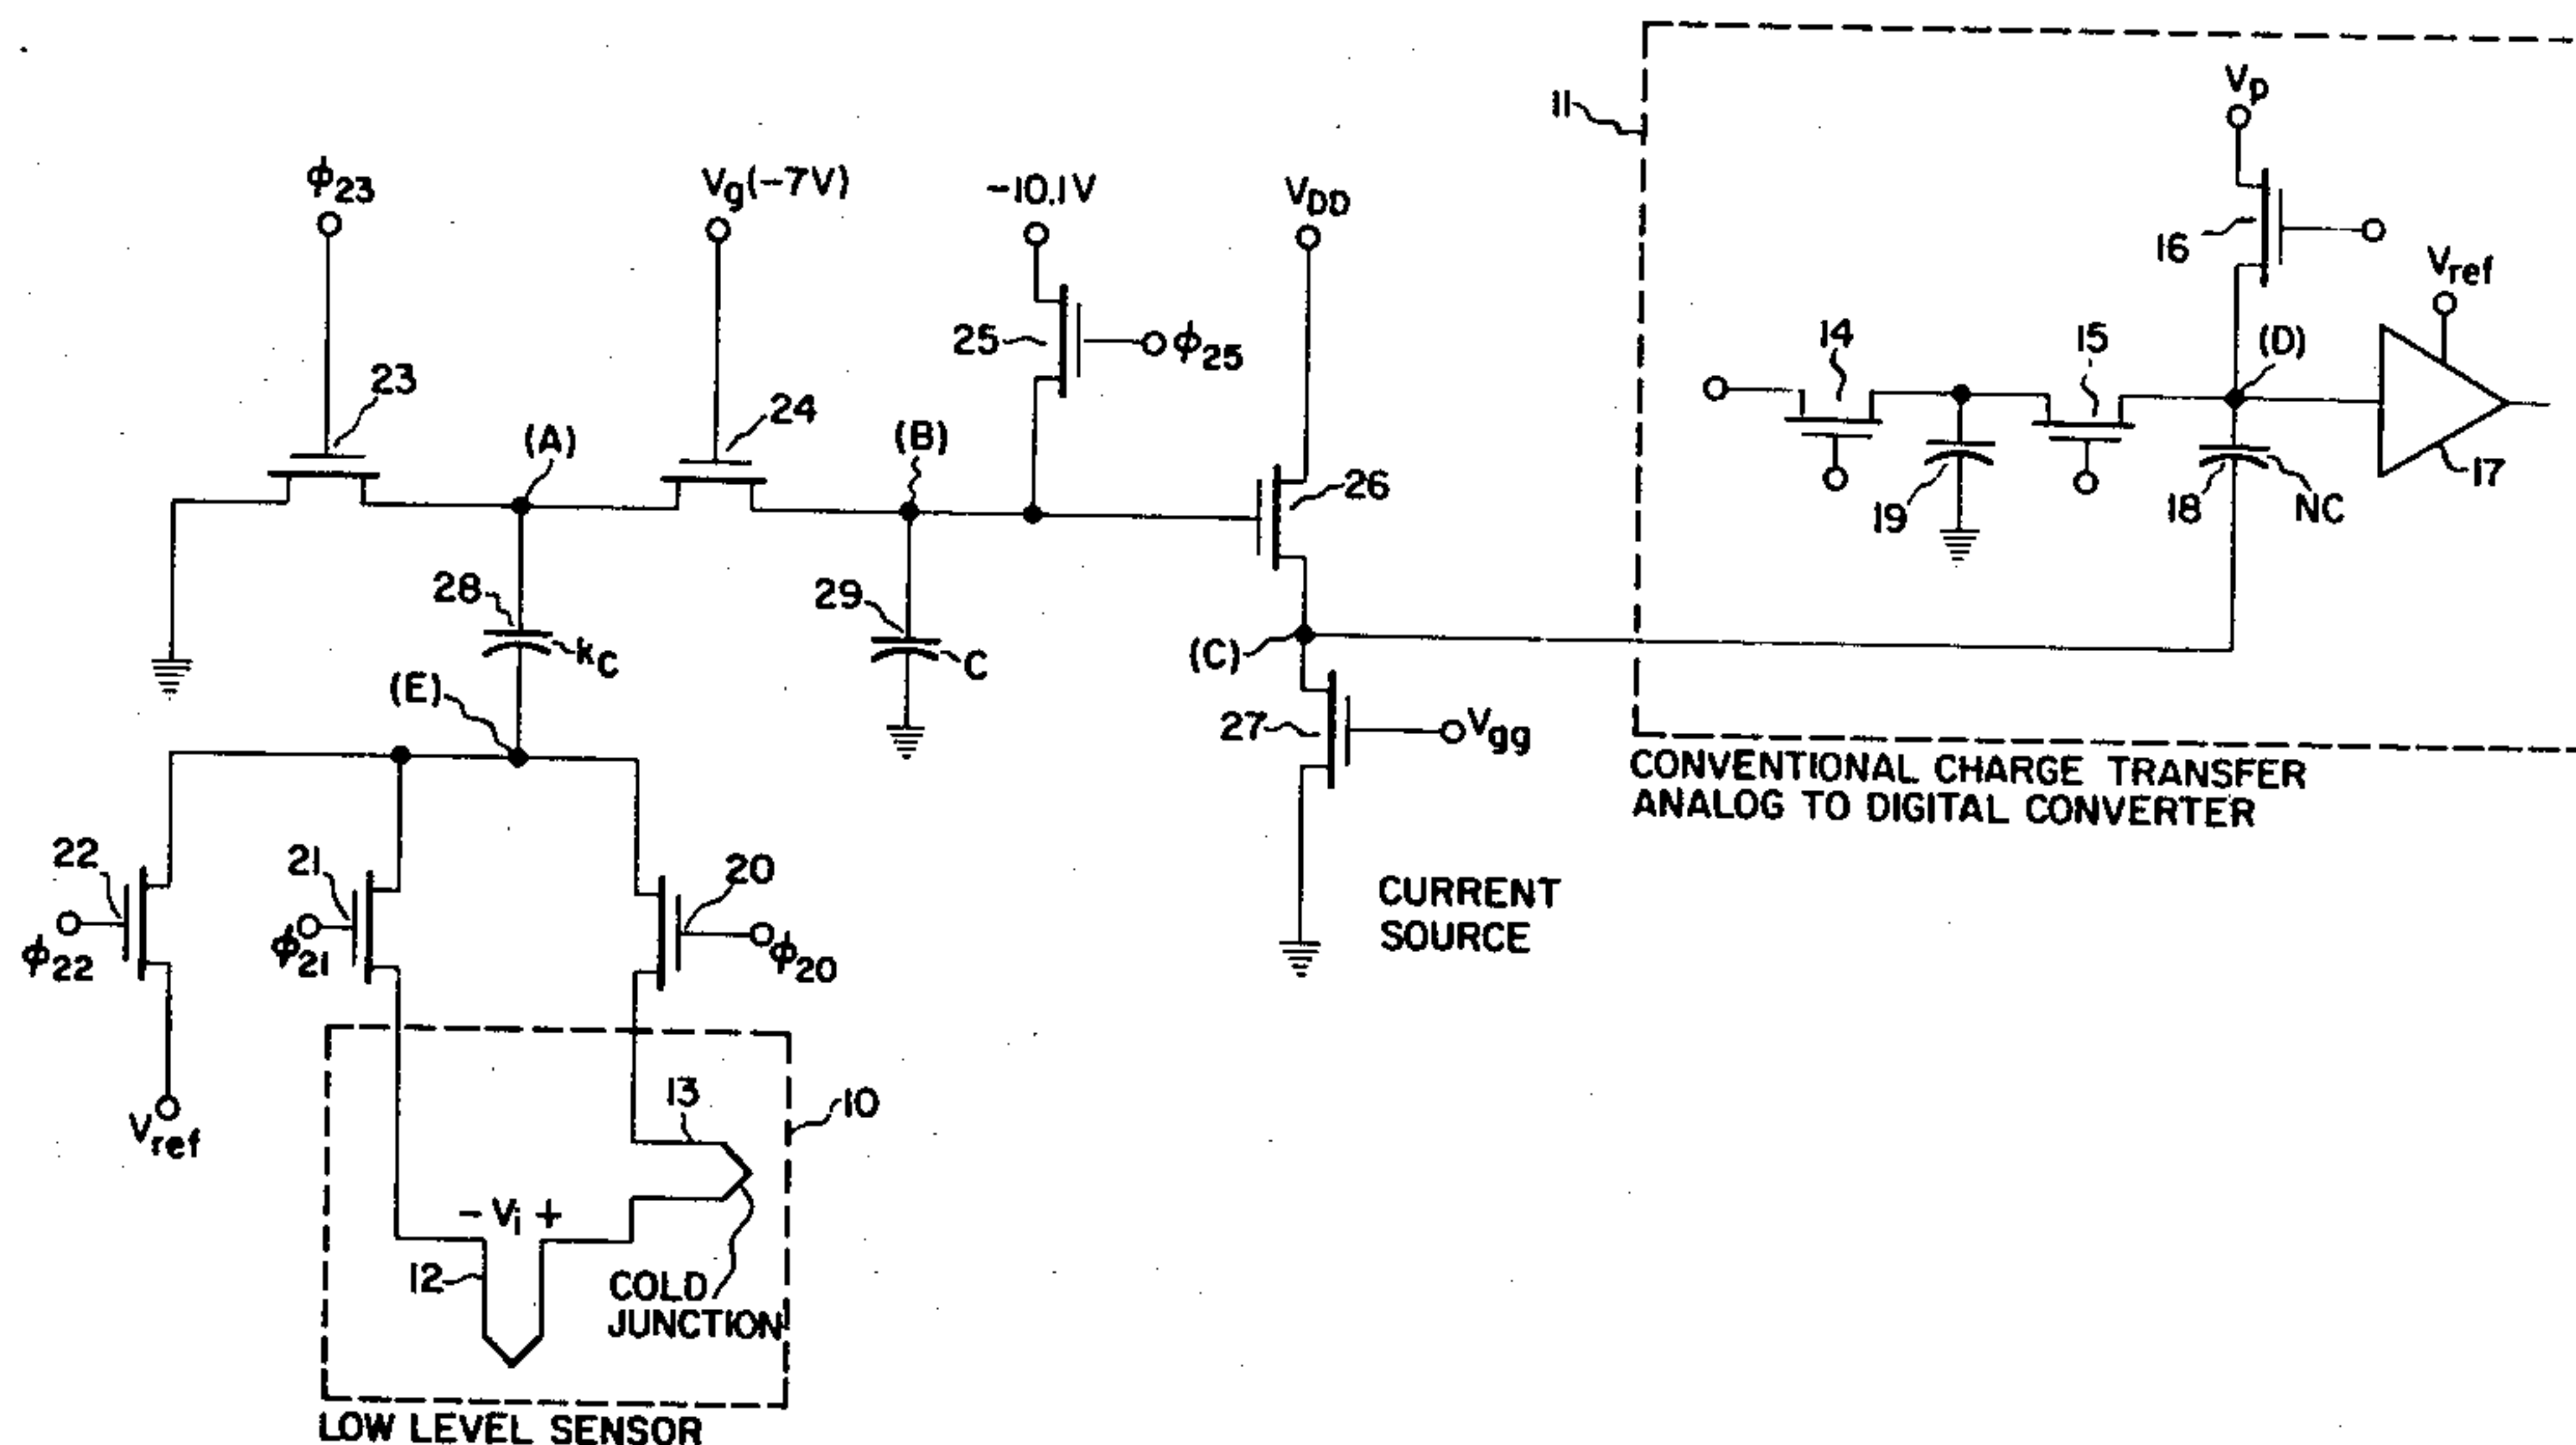 11
Vp
ϕ23
Vg(-7V)
-10.1V
VDD
16
Vref
25
ϕ25
14
15
(D)
23
24
(A)
(B)
26
17
19
18
NC
28
kC
29
C
(C)
(E)
27
Vgg
CONVENTIONAL CHARGE TRANSFER
ANALOG TO DIGITAL CONVERTER
22
21
20
ϕ22
ϕ21
ϕ20
CURRENT
SOURCE
Vref
13
10
- Vi +
12
COLD
JUNCTION
LOW LEVEL SENSOR